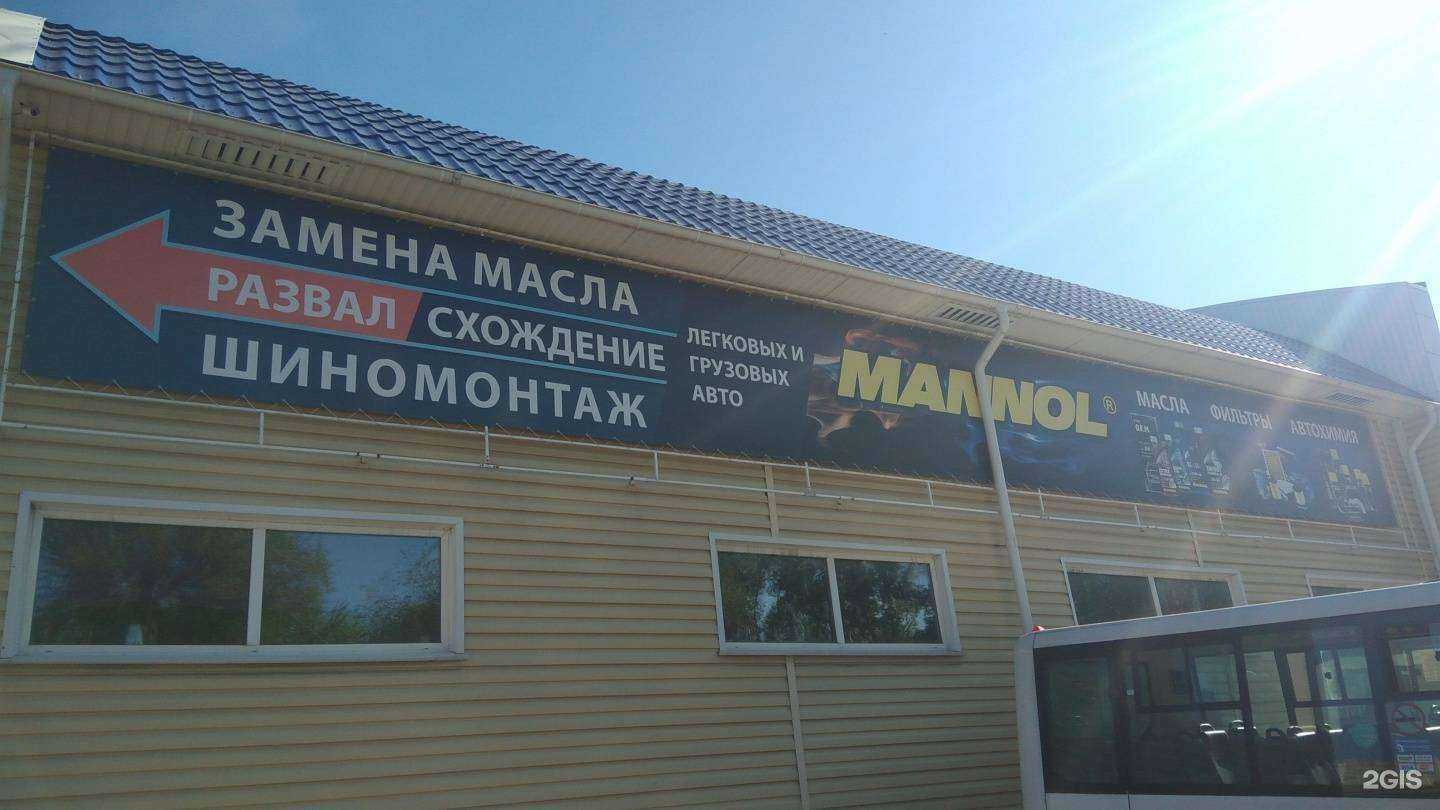 ЗАМЕНА МАСЛА
РАЗВАЛ СХОЖДЕНИЕ
ШИНОМОНТАЖ
ЛЕГКОВЫХ И
ГРУЗОВЫХ
АВТО
MANNOL®
МАСЛА ФИЛЬТРЫ АВТОХИМИЯ
O.E.M.
2GIS